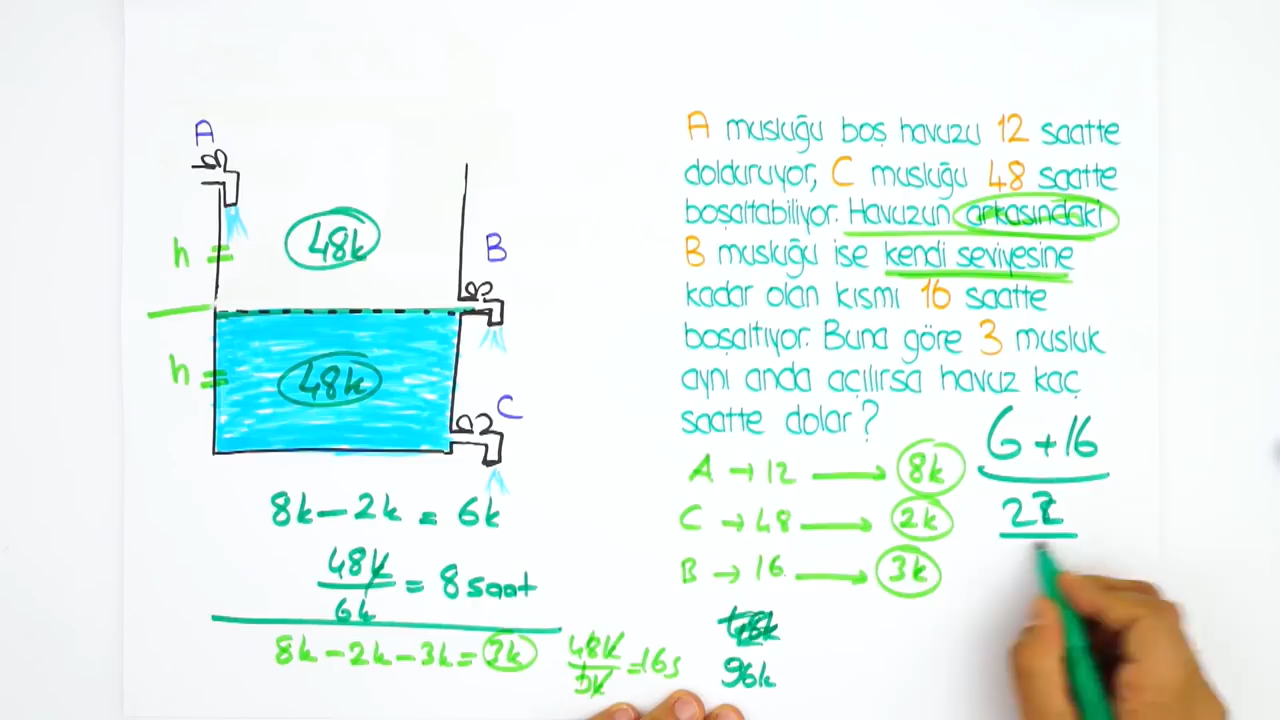 A
48k
h =
B
h =
48k
C
8k - 2k = 6k
48k / 6k = 8 saat
8k - 2k - 3k = 3k
48k / 3k = 16s
A musluğu boş havuzu 12 saatte
dolduruyor, C musluğu 48 saatte
boşaltabiliyor. Havuzun arkasındaki
B musluğu ise kendi seviyesine
kadar olan kısmı 16 saatte
boşaltıyor. Buna göre 3 musluk
aynı anda açılırsa havuz kaç
saatte dolar?
A → 12 → 8k
C → 48 → 2k
B → 16 → 3k
96k
6 + 16